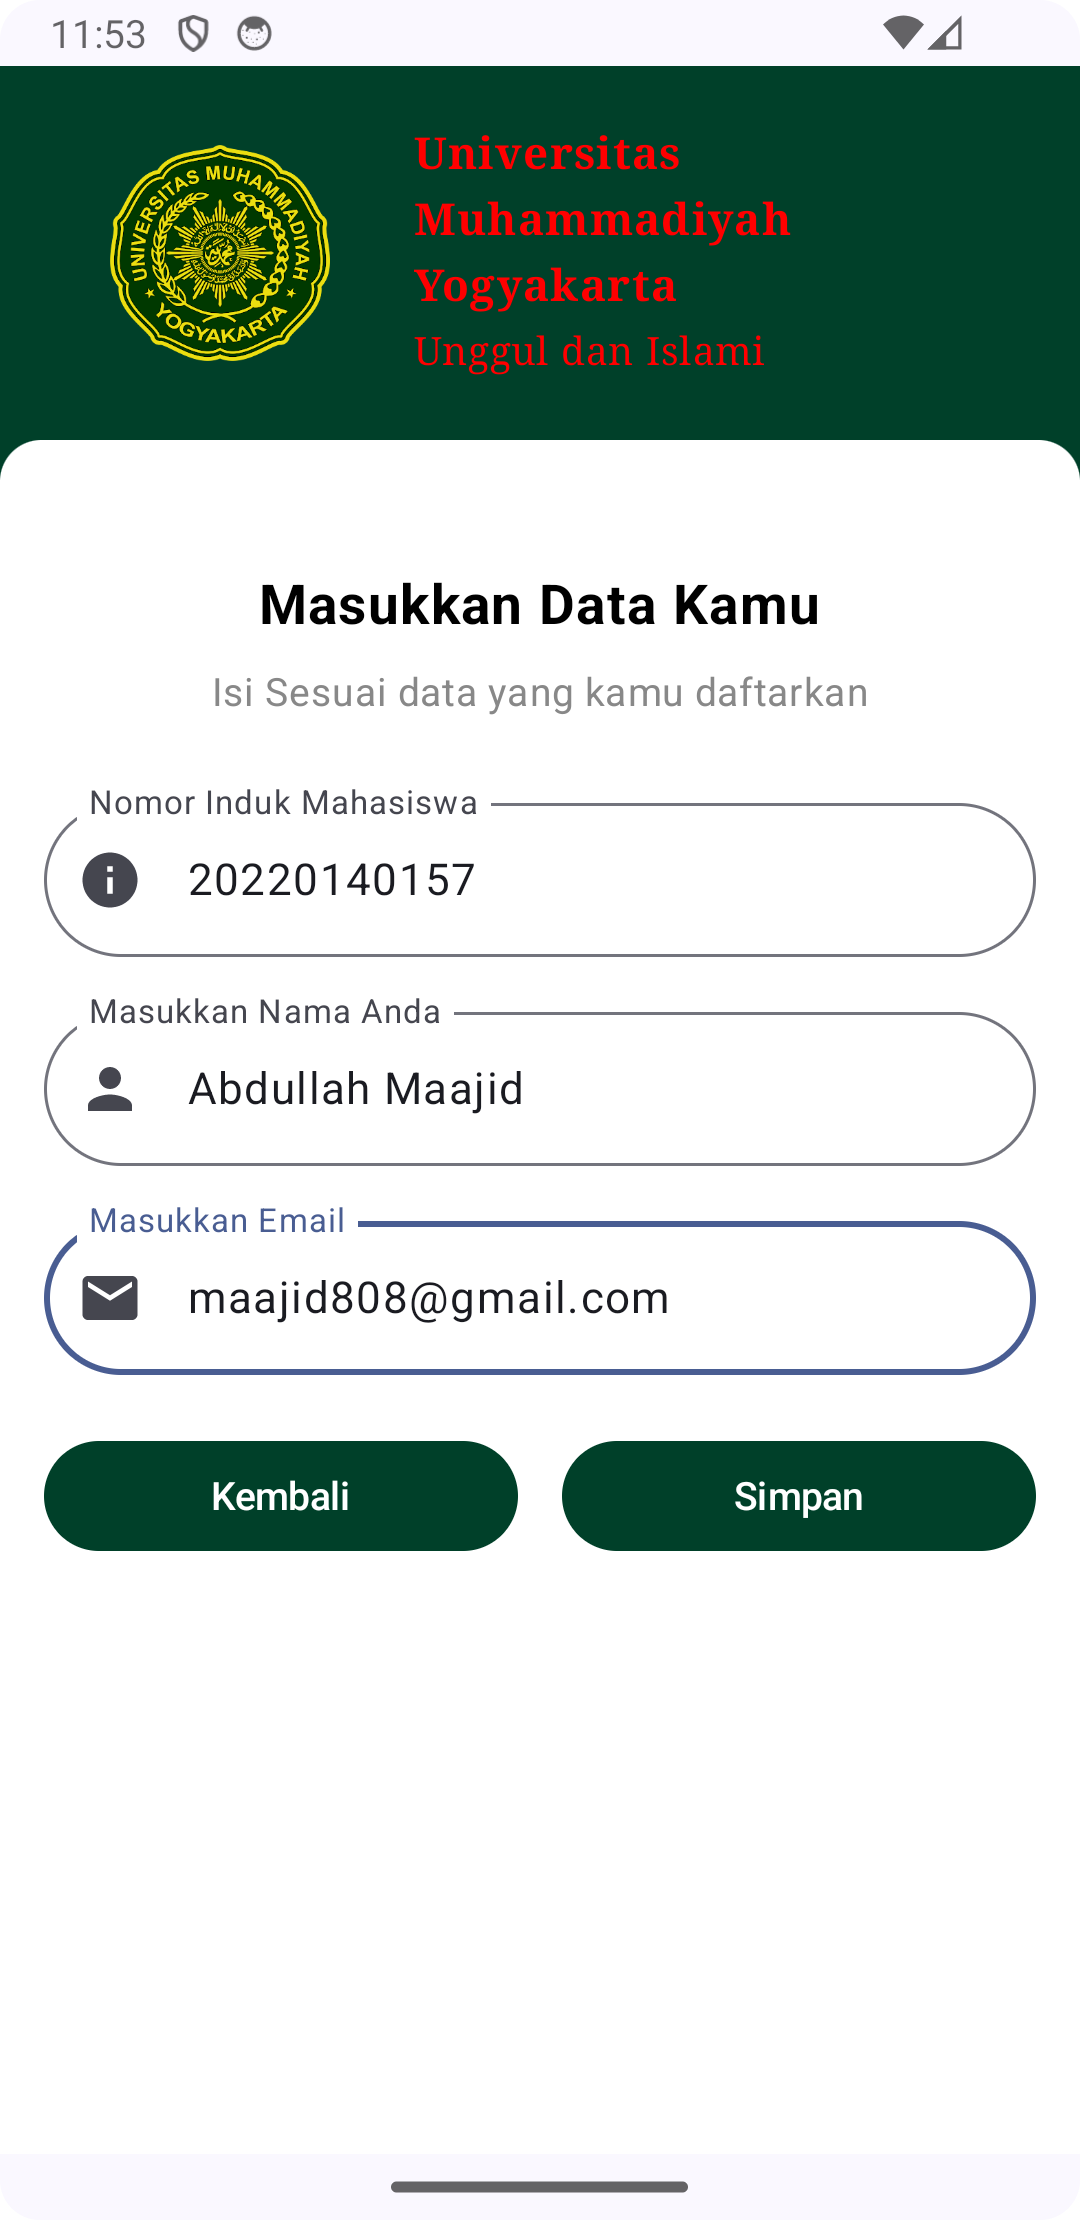 11:53
UNIVERSITAS MUHAMMADIYAH
YOGYAKARTA
Universitas
Muhammadiyah
Yogyakarta
Unggul dan Islami
Masukkan Data Kamu
Isi Sesuai data yang kamu daftarkan
Nomor Induk Mahasiswa
20220140157
Masukkan Nama Anda
Abdullah Maajid
Masukkan Email
maajid808@gmail.com
Kembali
Simpan